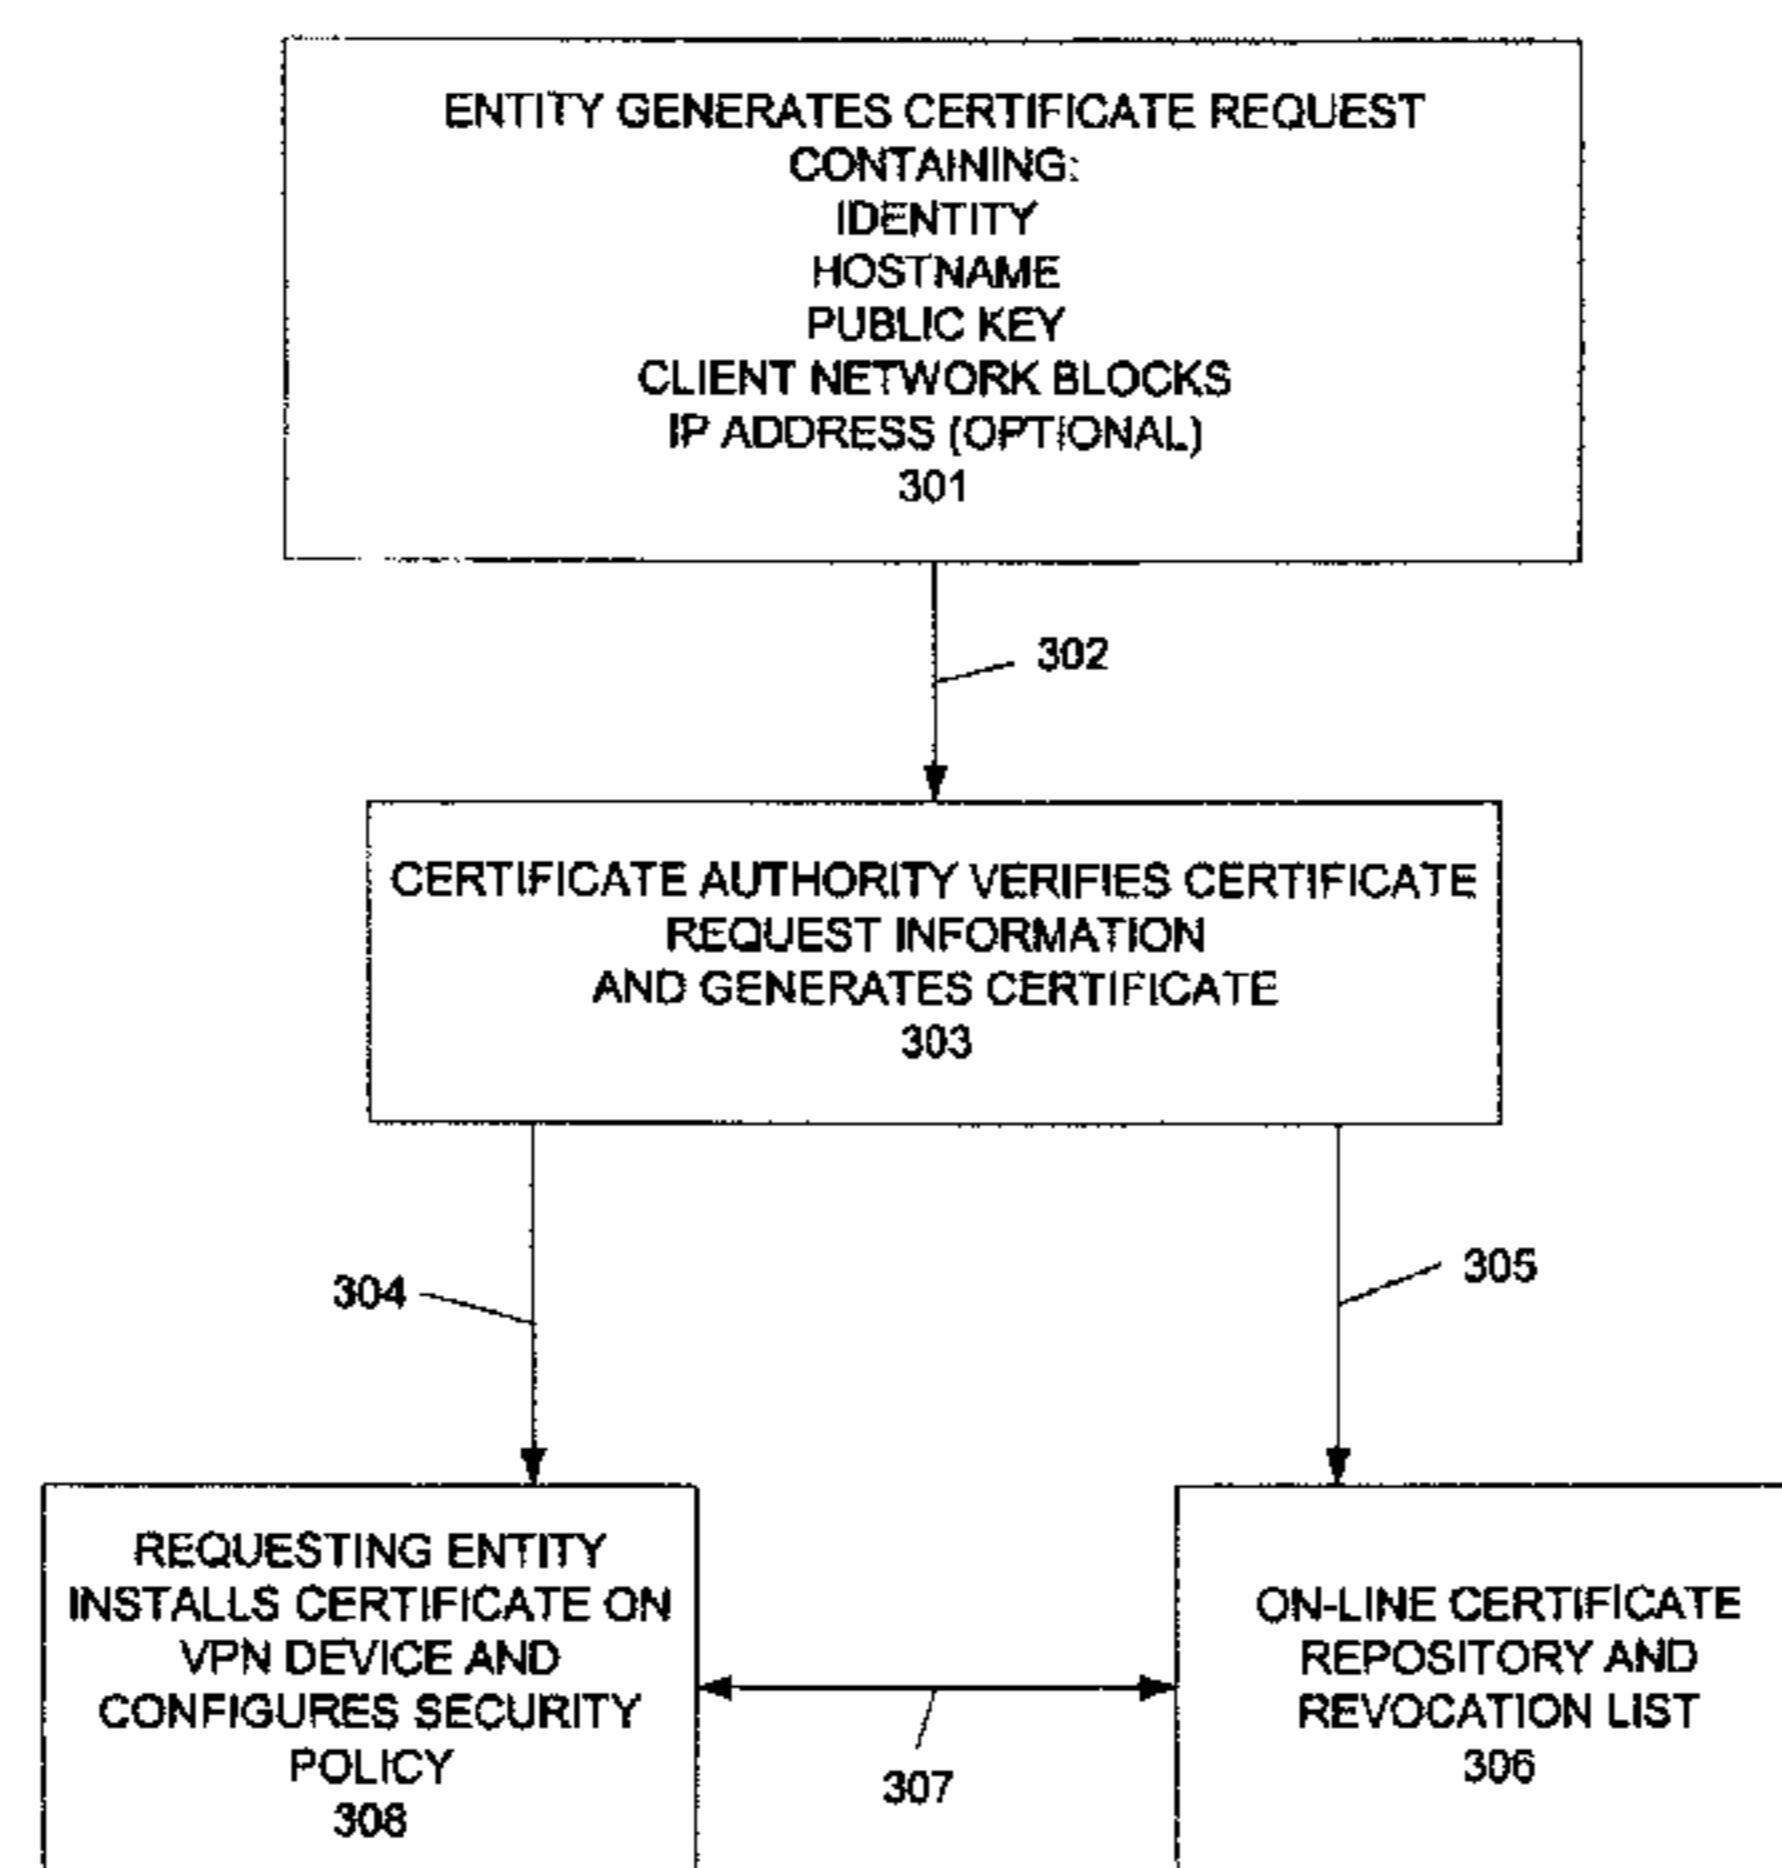 ENTITY GENERATES CERTIFICATE REQUEST
CONTAINING:
IDENTITY
HOSTNAME
PUBLIC KEY
CLIENT NETWORK BLOCKS
IP ADDRESS (OPTIONAL)
301
302
CERTIFICATE AUTHORITY VERIFIES CERTIFICATE
REQUEST INFORMATION
AND GENERATES CERTIFICATE
303
304
305
REQUESTING ENTITY
INSTALLS CERTIFICATE ON
VPN DEVICE AND
CONFIGURES SECURITY
POLICY
308
307
ON-LINE CERTIFICATE
REPOSITORY AND
REVOCATION LIST
306